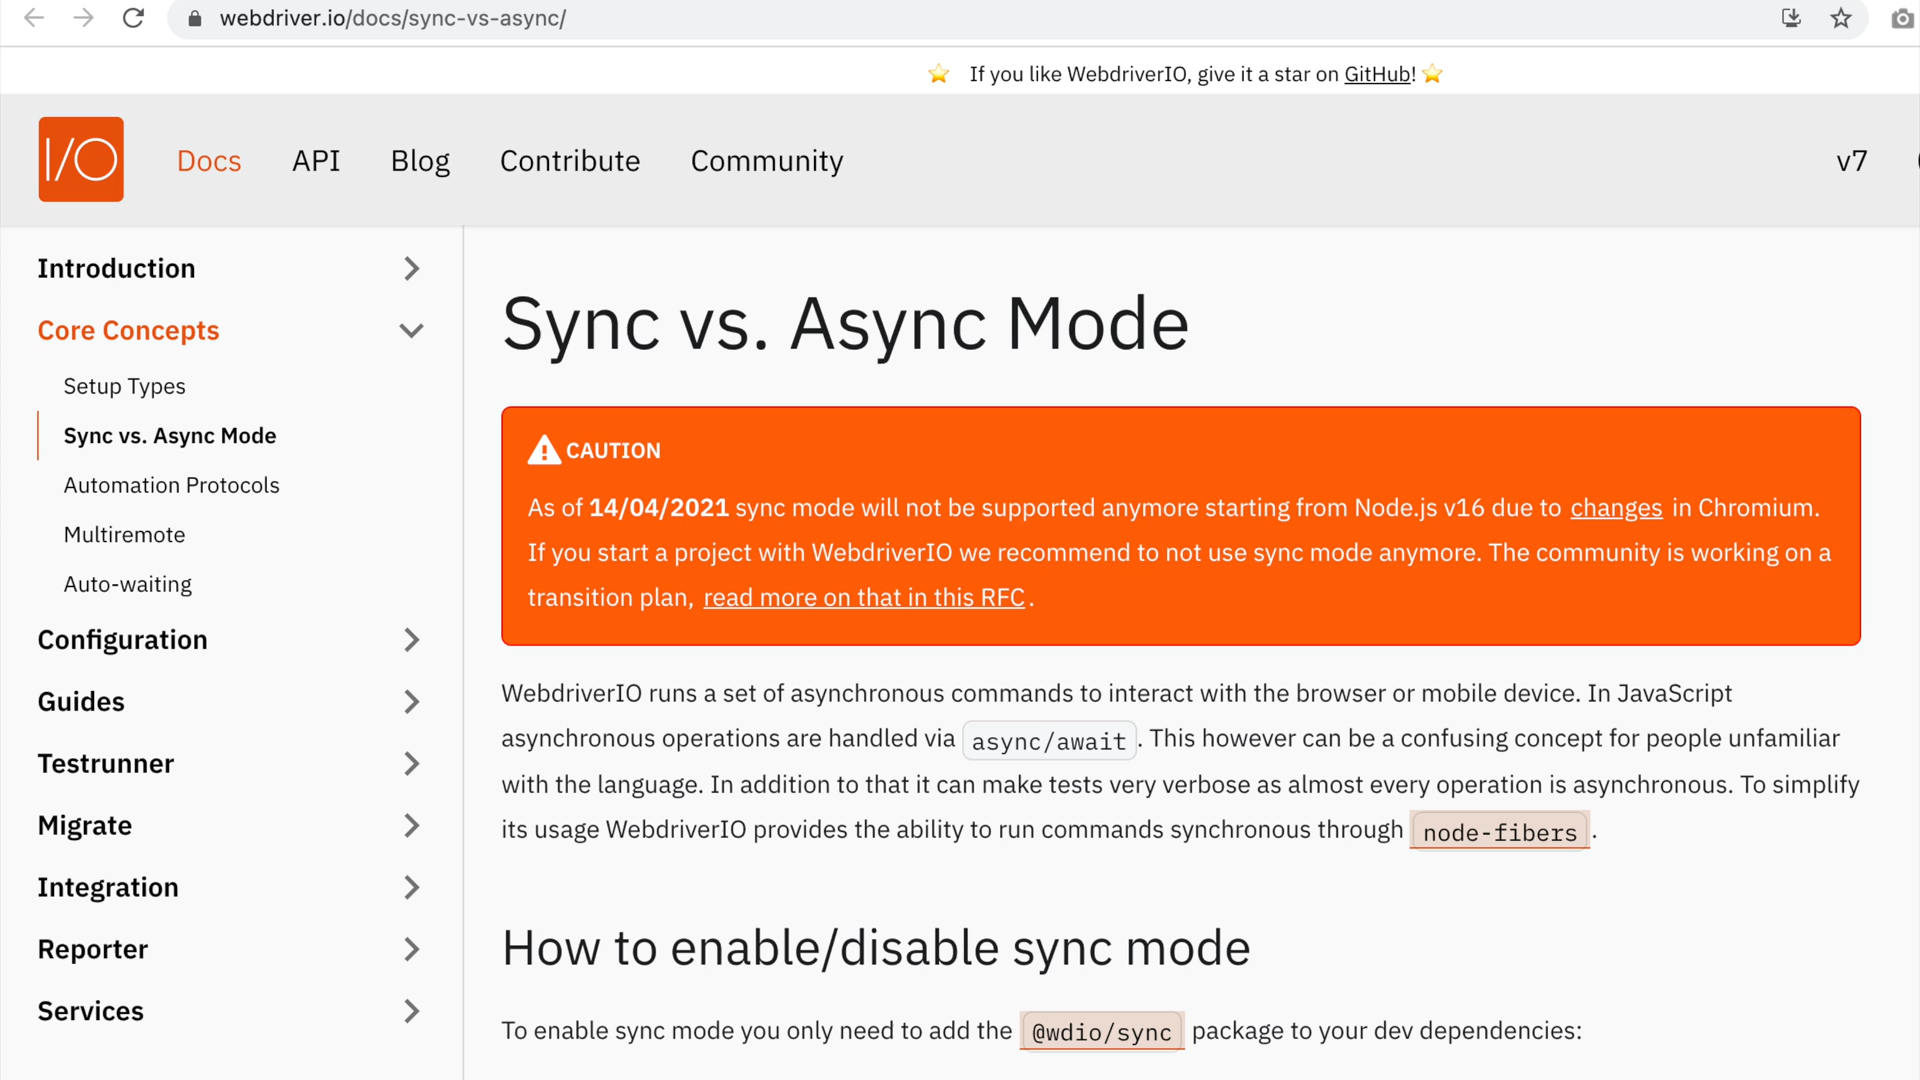 webdriver.io/docs/sync-vs-async/
If you like WebdriverIO, give it a star on GitHub!
I/O
Docs API Blog Contribute Community v7
Introduction
Core Concepts
Setup Types
Sync vs. Async Mode
Automation Protocols
Multiremote
Auto-waiting
Configuration
Guides
Testrunner
Migrate
Integration
Reporter
Services
Sync vs. Async Mode
CAUTION
As of 14/04/2021 sync mode will not be supported anymore starting from Node.js v16 due to changes in Chromium.
If you start a project with WebdriverIO we recommend to not use sync mode anymore. The community is working on a
transition plan, read more on that in this RFC.
WebdriverIO runs a set of asynchronous commands to interact with the browser or mobile device. In JavaScript
asynchronous operations are handled via async/await. This however can be a confusing concept for people unfamiliar
with the language. In addition to that it can make tests very verbose as almost every operation is asynchronous. To simplify
its usage WebdriverIO provides the ability to run commands synchronous through node-fibers.
How to enable/disable sync mode
To enable sync mode you only need to add the @wdio/sync package to your dev dependencies: